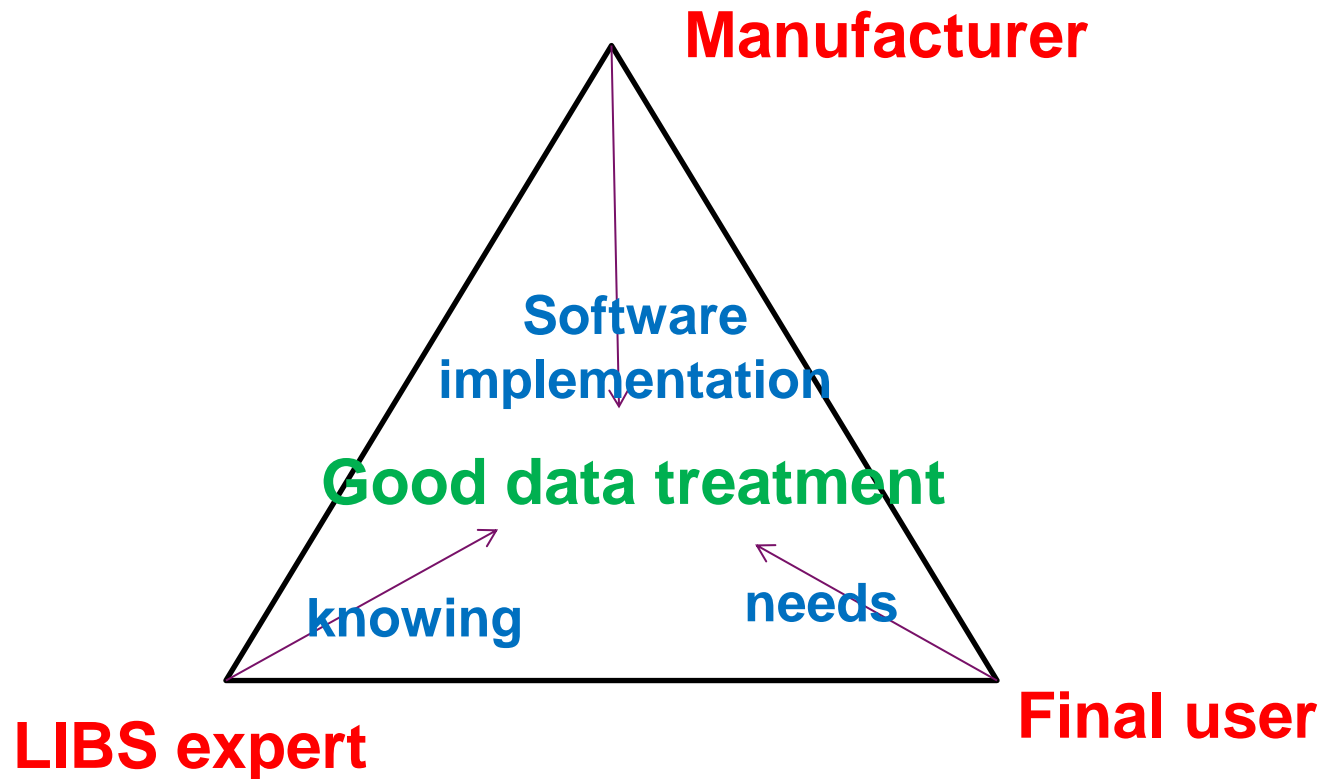 Manufacturer
Software
implementation
Good data treatment
knowing
needs
LIBS expert
Final user